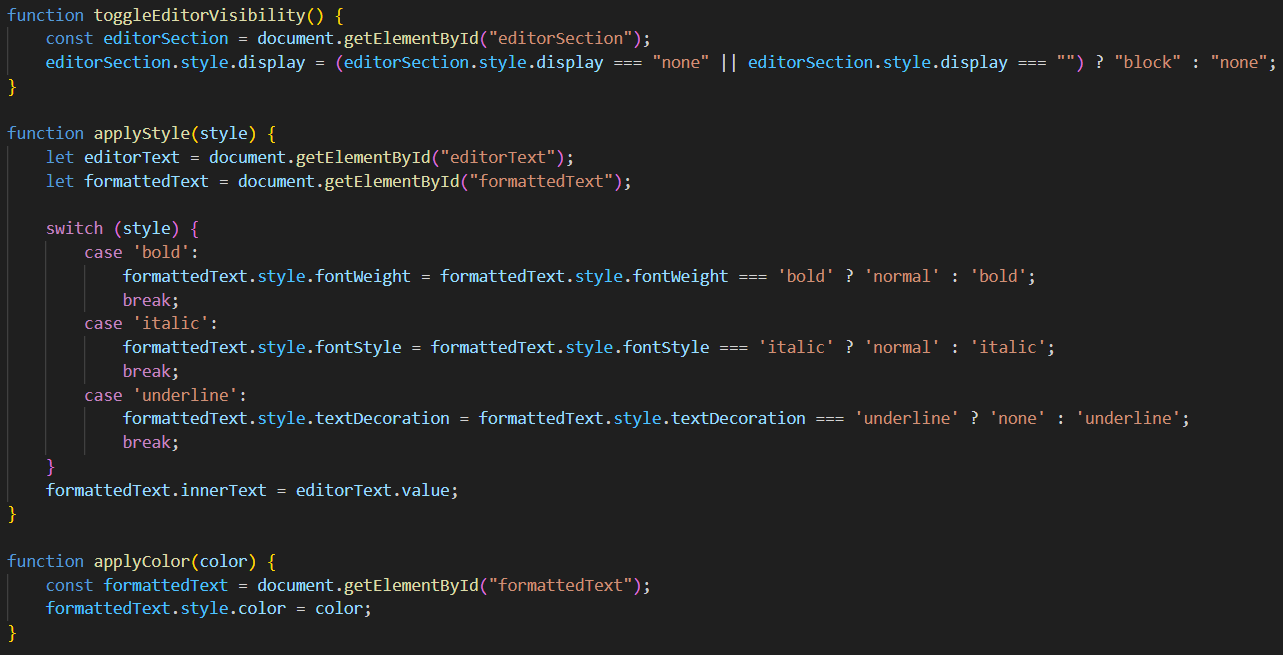 function toggleEditorVisibility() {
    const editorSection = document.getElementById("editorSection");
    editorSection.style.display = (editorSection.style.display === "none" || editorSection.style.display === "") ? "block" : "none";
}

function applyStyle(style) {
    let editorText = document.getElementById("editorText");
    let formattedText = document.getElementById("formattedText");

    switch (style) {
        case 'bold':
            formattedText.style.fontWeight = formattedText.style.fontWeight === 'bold' ? 'normal' : 'bold';
            break;
        case 'italic':
            formattedText.style.fontStyle = formattedText.style.fontStyle === 'italic' ? 'normal' : 'italic';
            break;
        case 'underline':
            formattedText.style.textDecoration = formattedText.style.textDecoration === 'underline' ? 'none' : 'underline';
            break;
    }
    formattedText.innerText = editorText.value;
}

function applyColor(color) {
    const formattedText = document.getElementById("formattedText");
    formattedText.style.color = color;
}